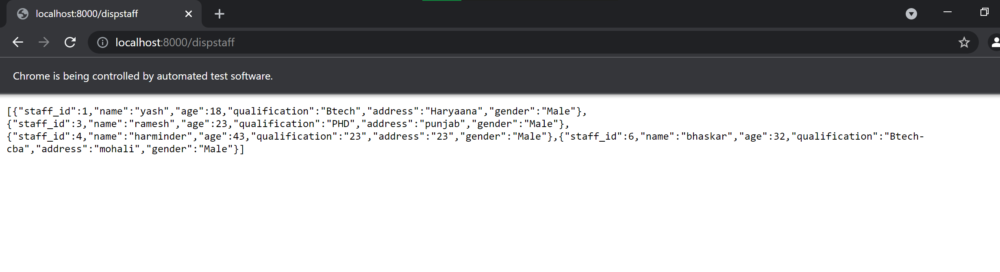 localhost:8000/dispstaff
localhost:8000/dispstaff
Chrome is being controlled by automated test software.
[{"staff_id":1,"name":"yash","age":18,"qualification":"Btech","address":"Haryaana","gender":"Male"},
{"staff_id":3,"name":"ramesh","age":23,"qualification":"PHD","address":"punjab","gender":"Male"},
{"staff_id":4,"name":"harminder","age":43,"qualification":"23","address":"23","gender":"Male"},{"staff_id":6,"name":"bhaskar","age":32,"qualification":"Btech-
cba","address":"mohali","gender":"Male"}]